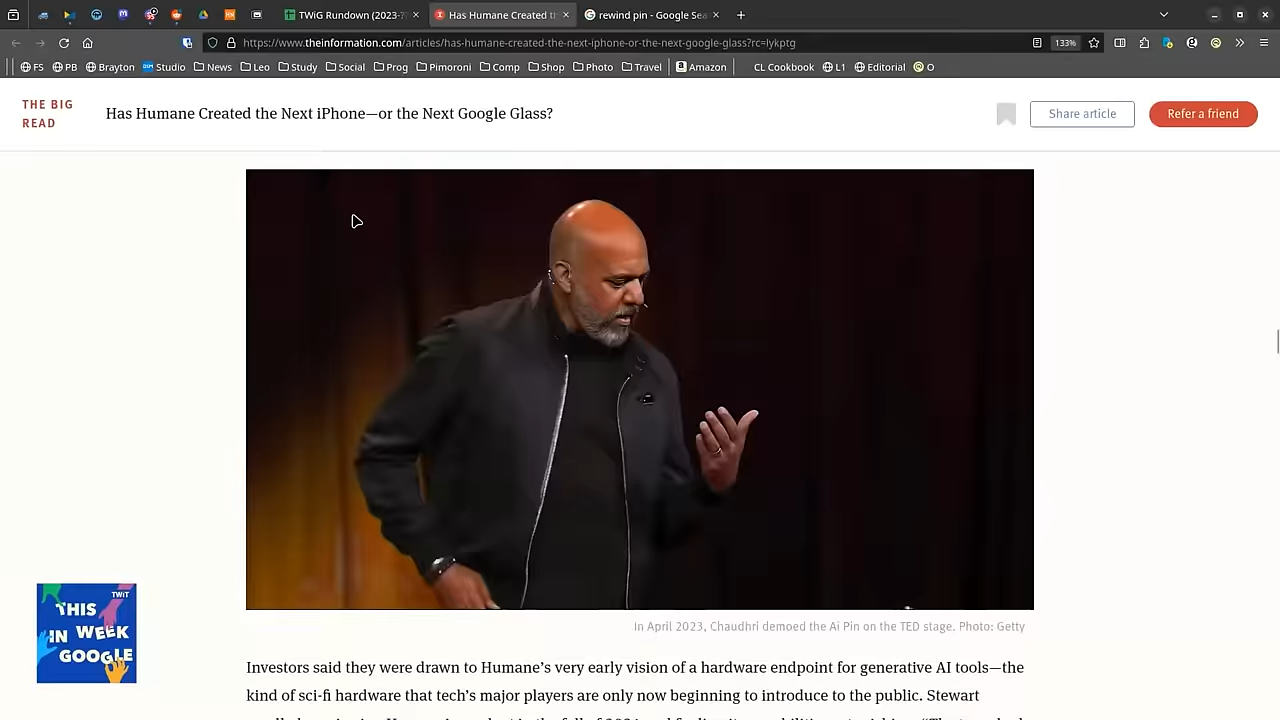 TWiG Rundown (2023-
Has Humane Created t
rewind pin - Google Sea
https://www.theinformation.com/articles/has-humane-created-the-next-iphone-or-the-next-google-glass?rc=lykptg
133%
FS PB Brayton Studio News Leo Study Social Prog Pimoroni Comp Shop Photo Travel Amazon CL Cookbook L1 Editorial O
THE BIG
READ
Has Humane Created the Next iPhone—or the Next Google Glass?
Share article
Refer a friend
TWiT
THIS
IN WEEK
GOOGLE
In April 2023, Chaudhri demoed the Ai Pin on the TED stage. Photo: Getty
Investors said they were drawn to Humane’s very early vision of a hardware endpoint for generative AI tools—the
kind of sci-fi hardware that tech’s major players are only now beginning to introduce to the public. Stewart